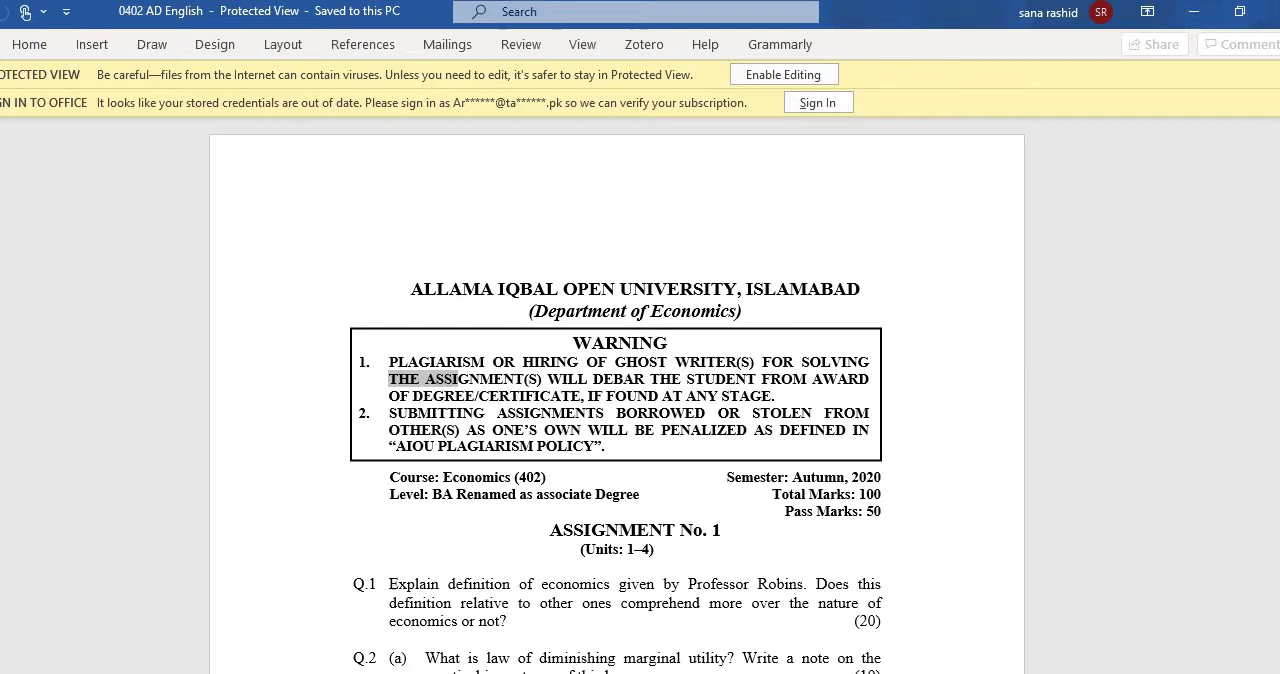 0402 AD English - Protected View - Saved to this PC
Search
sana rashid
SR
Home Insert Draw Design Layout References Mailings Review View Zotero Help Grammarly
Share
Comment
OTECTED VIEW Be careful—files from the Internet can contain viruses. Unless you need to edit, it's safer to stay in Protected View.
Enable Editing
GN IN TO OFFICE It looks like your stored credentials are out of date. Please sign in as Ar******@ta******.pk so we can verify your subscription.
Sign In
ALLAMA IQBAL OPEN UNIVERSITY, ISLAMABAD
(Department of Economics)
WARNING
1. PLAGIARISM OR HIRING OF GHOST WRITER(S) FOR SOLVING
THE ASSIGNMENT(S) WILL DEBAR THE STUDENT FROM AWARD
OF DEGREE/CERTIFICATE, IF FOUND AT ANY STAGE.
2. SUBMITTING ASSIGNMENTS BORROWED OR STOLEN FROM
OTHER(S) AS ONE'S OWN WILL BE PENALIZED AS DEFINED IN
“AIOU PLAGIARISM POLICY”.
Course: Economics (402) Semester: Autumn, 2020
Level: BA Renamed as associate Degree Total Marks: 100
Pass Marks: 50
ASSIGNMENT No. 1
(Units: 1–4)
Q.1 Explain definition of economics given by Professor Robins. Does this
definition relative to other ones comprehend more over the nature of
economics or not? (20)
Q.2 (a) What is law of diminishing marginal utility? Write a note on the